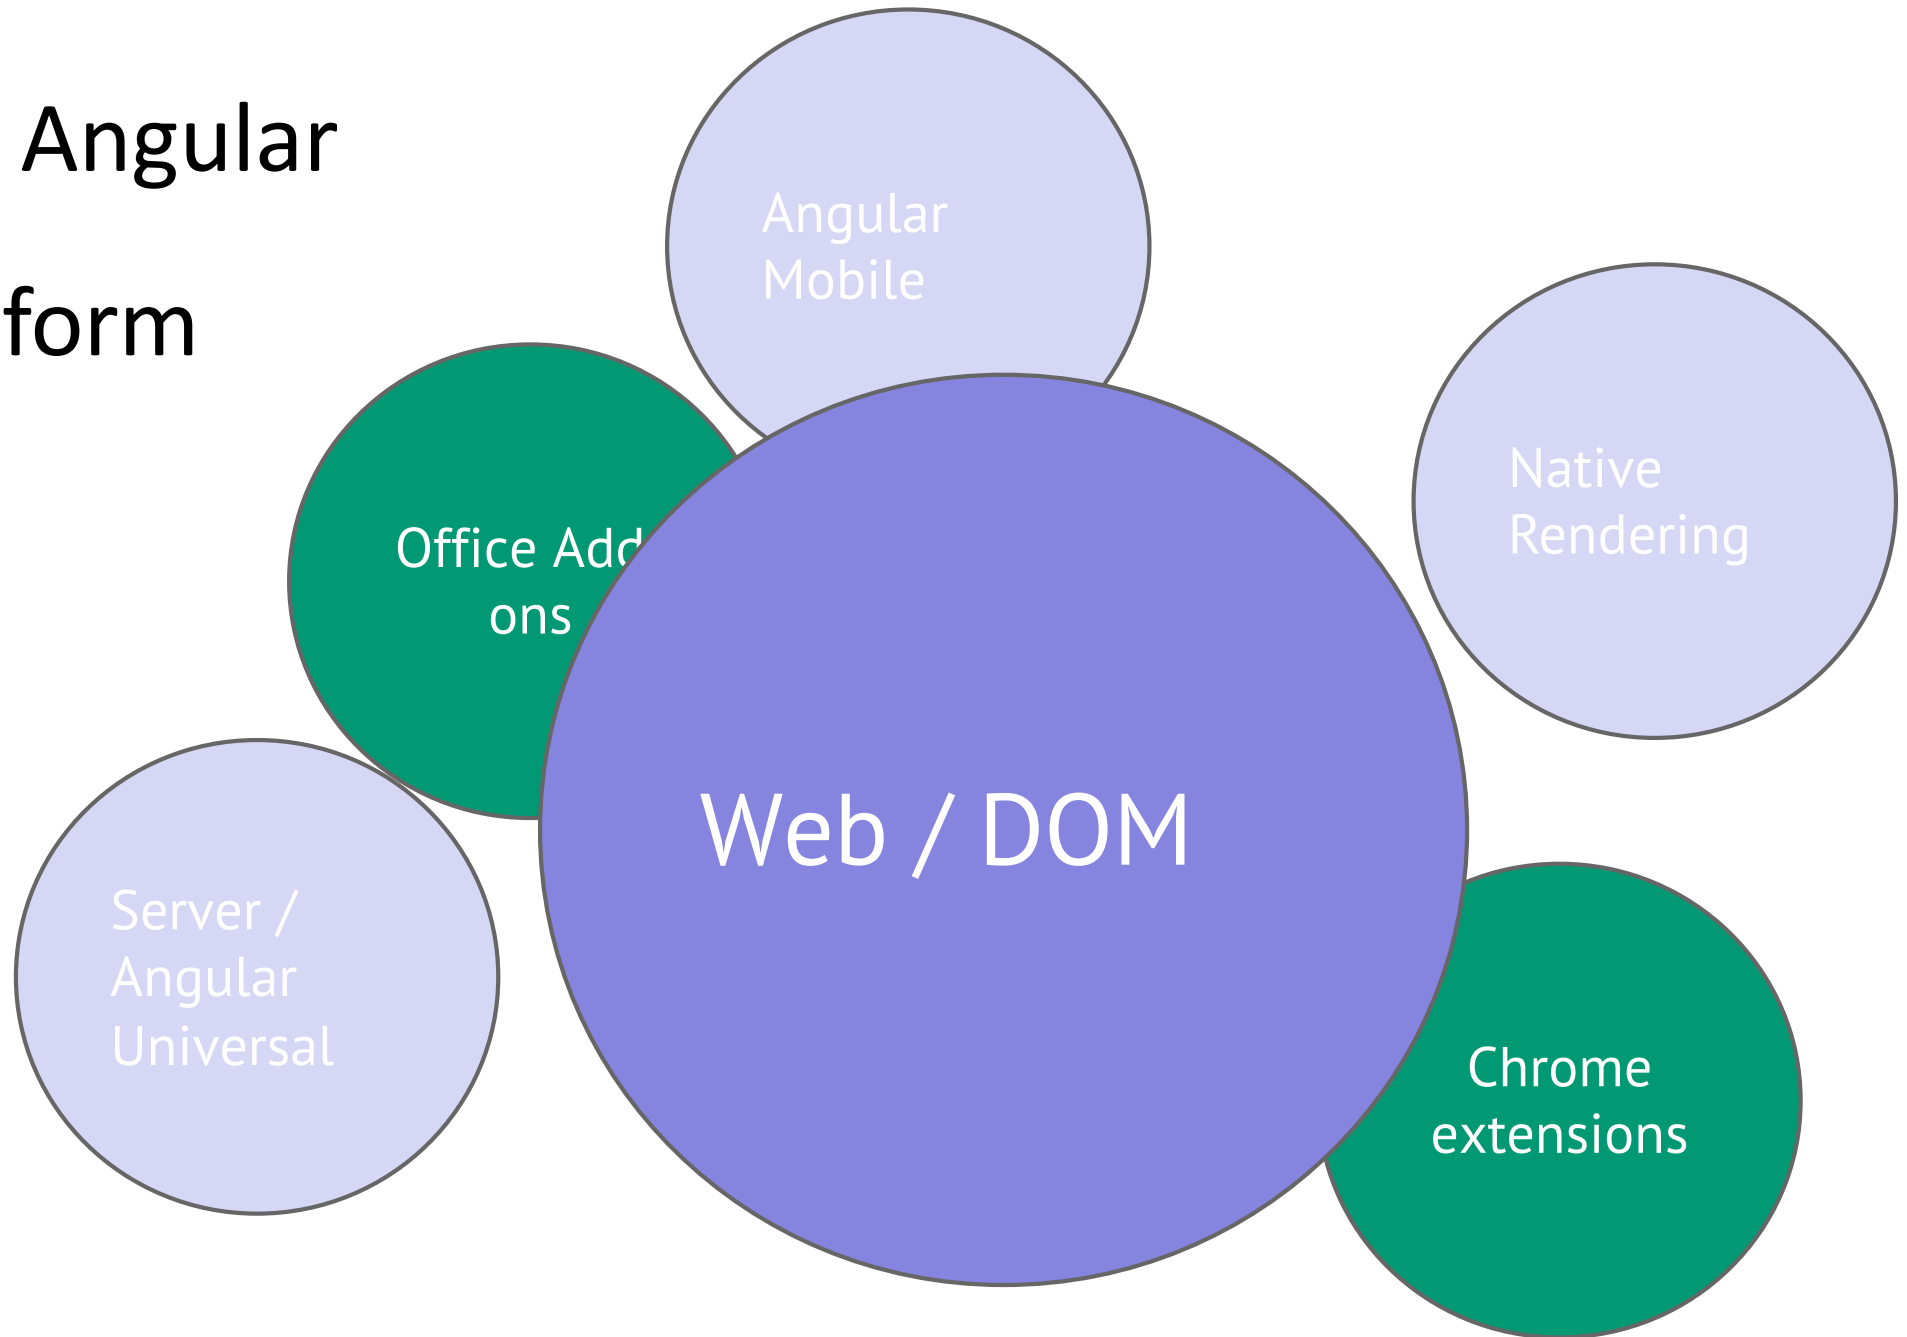 Angular
form
Angular
Mobile
Native
Rendering
Office Add
ons
Web / DOM
Server /
Angular
Universal
Chrome
extensions